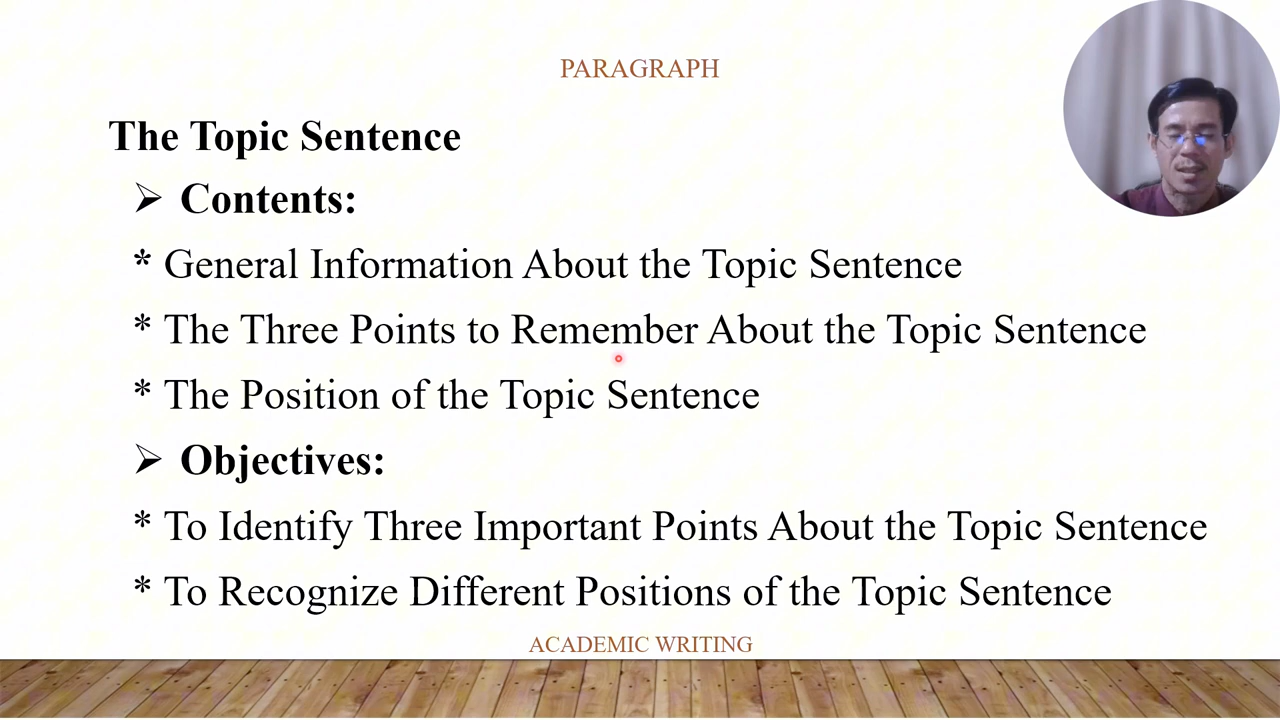 PARAGRAPH
The Topic Sentence
➢ Contents:
* General Information About the Topic Sentence
* The Three Points to Remember About the Topic Sentence
* The Position of the Topic Sentence
➢ Objectives:
* To Identify Three Important Points About the Topic Sentence
* To Recognize Different Positions of the Topic Sentence
ACADEMIC WRITING